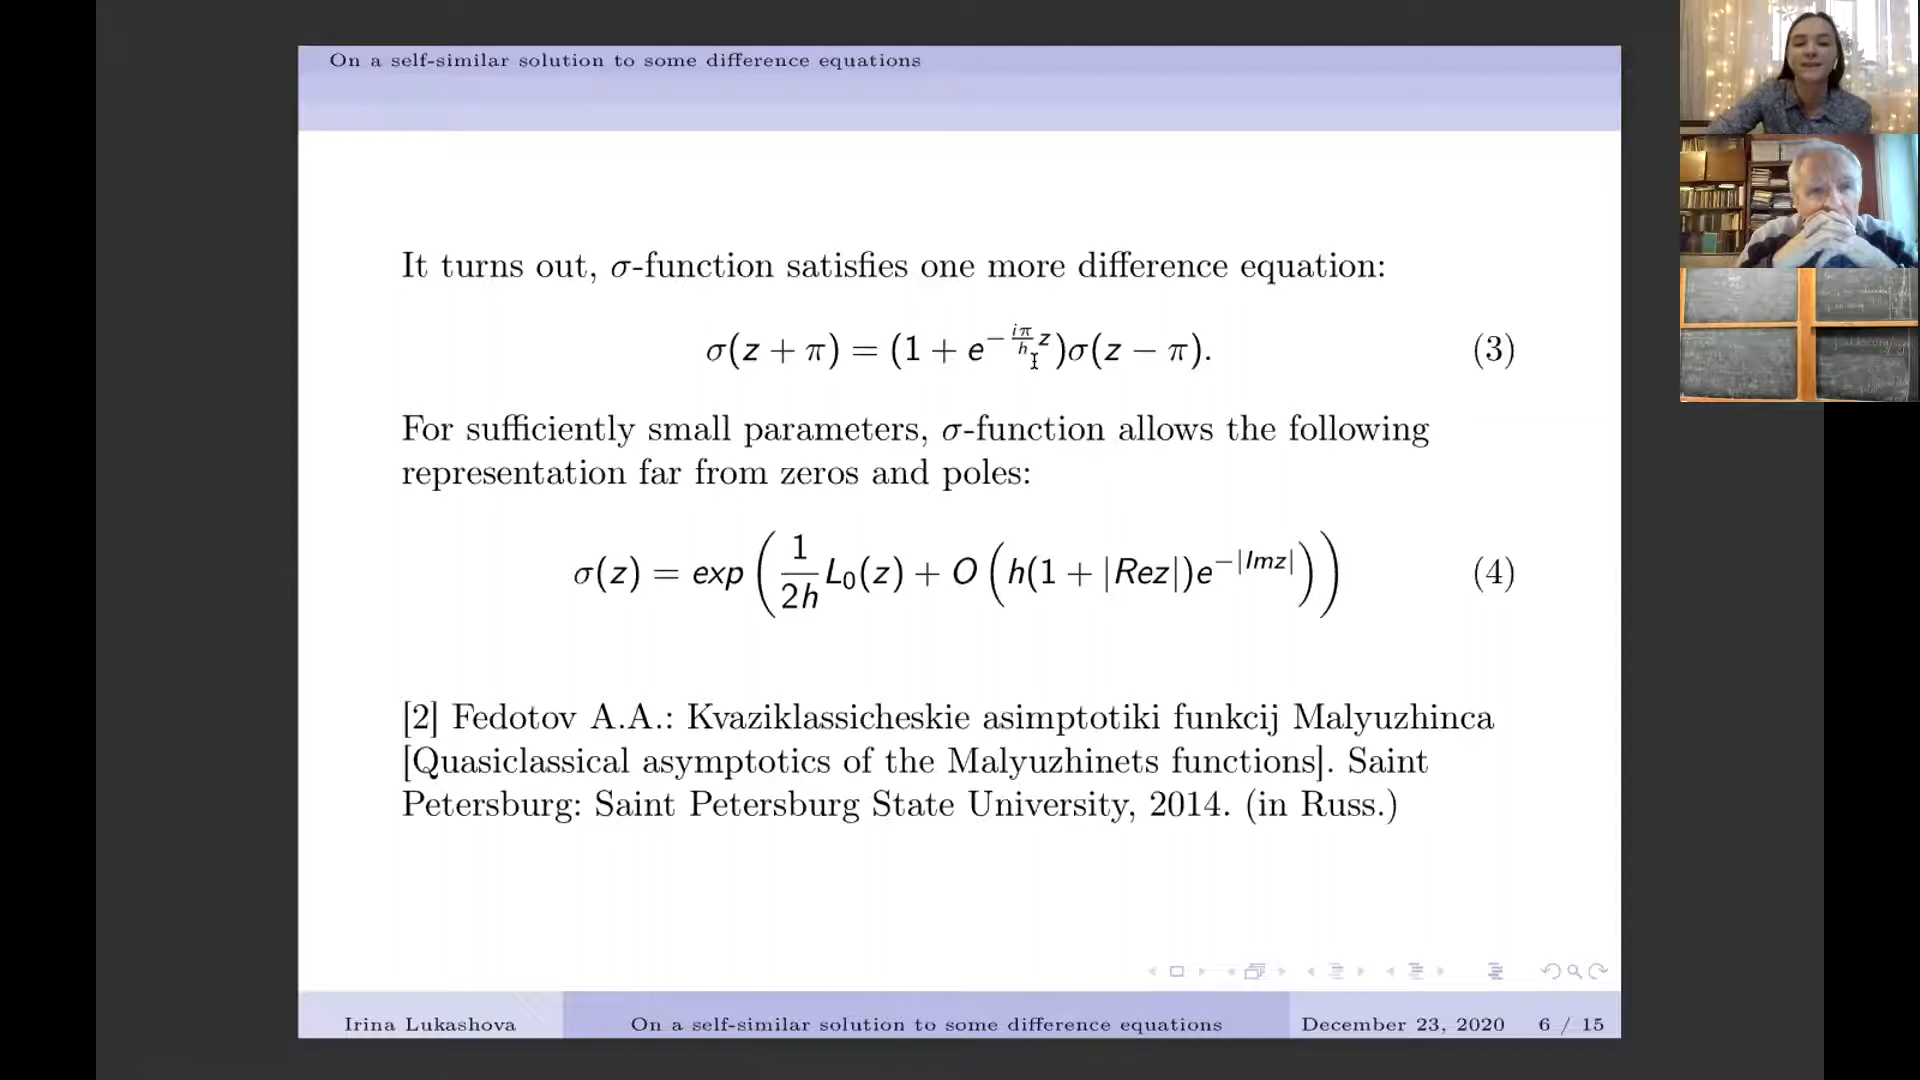 On a self-similar solution to some difference equations
It turns out, σ-function satisfies one more difference equation:
σ(z + π) = (1 + e^{-\frac{iπ}{h}z})σ(z − π). (3)
For sufficiently small parameters, σ-function allows the following
representation far from zeros and poles:
σ(z) = exp(\frac{1}{2h}L_0(z) + O(h(1 + |Rez|)e^{−|Imz|})) (4)
[2] Fedotov A.A.: Kvaziklassicheskie asimptotiki funkcij Malyuzhinca
[Quasiclassical asymptotics of the Malyuzhinets functions]. Saint
Petersburg: Saint Petersburg State University, 2014. (in Russ.)
Irina Lukashova On a self-similar solution to some difference equations December 23, 2020 6 / 15